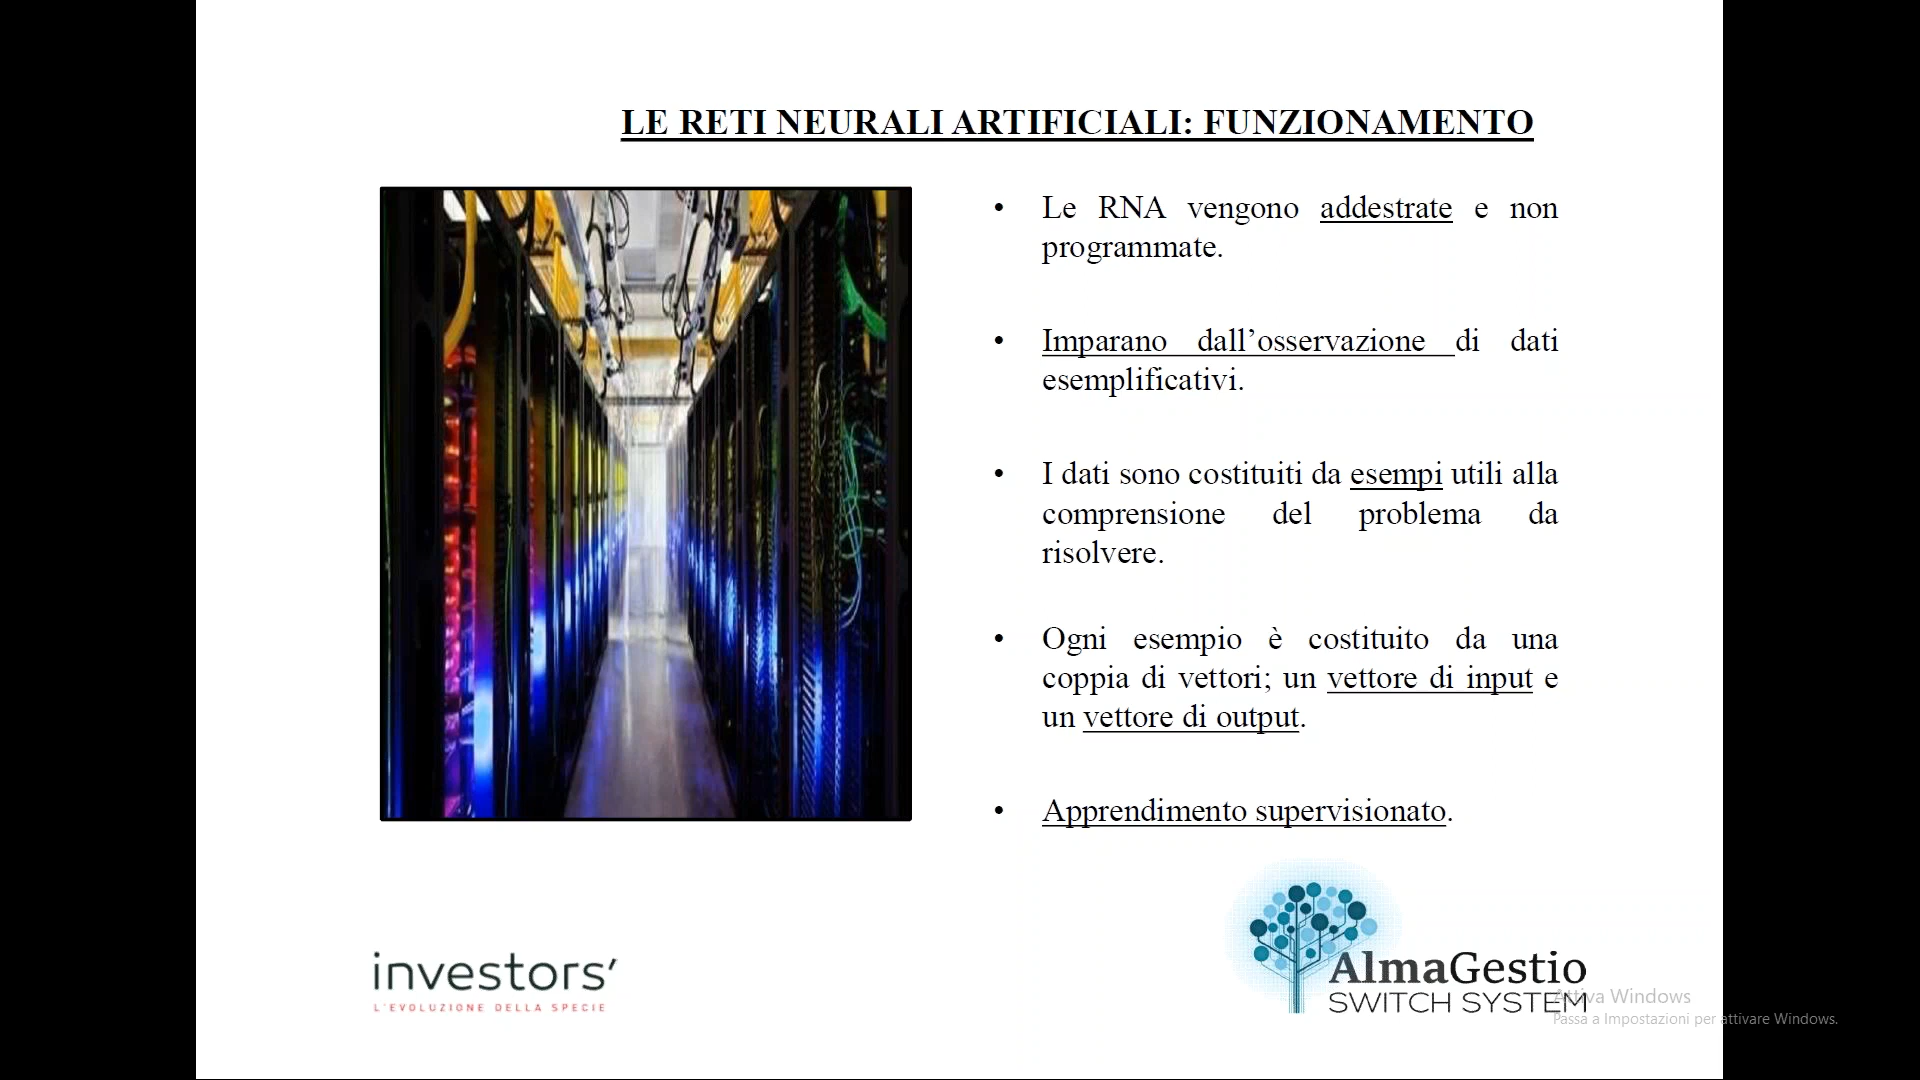 LE RETI NEURALI ARTIFICIALI: FUNZIONAMENTO
• Le RNA vengono addestrate e non
programmate.
• Imparano dall’osservazione di dati
esemplificativi.
• I dati sono costituiti da esempi utili alla
comprensione del problema da
risolvere.
• Ogni esempio è costituito da una
coppia di vettori; un vettore di input e
un vettore di output.
• Apprendimento supervisionato.
investors’
L'EVOLUZIONE DELLA SPECIE
AlmaGestio
SWITCH SYSTEM
Attiva Windows
Passa a Impostazioni per attivare Windows.